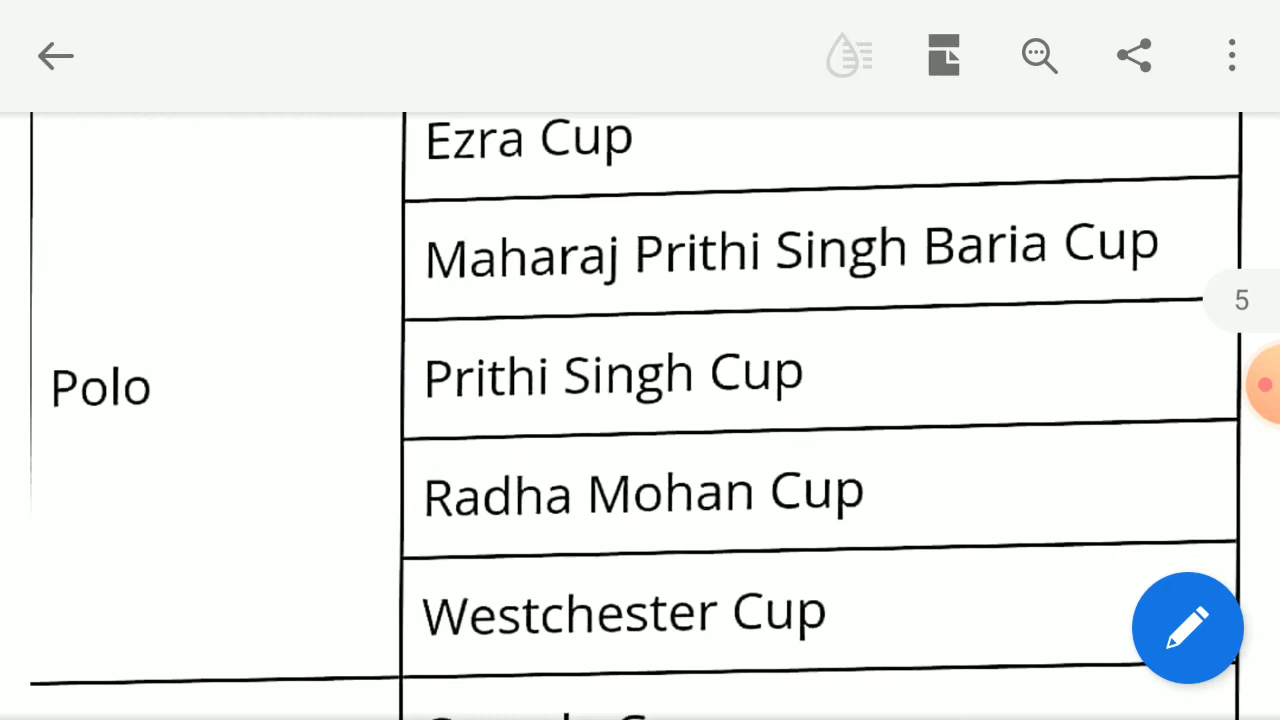 Ezra Cup
Maharaj Prithi Singh Baria Cup
5
Prithi Singh Cup
Polo
Radha Mohan Cup
Westchester Cup